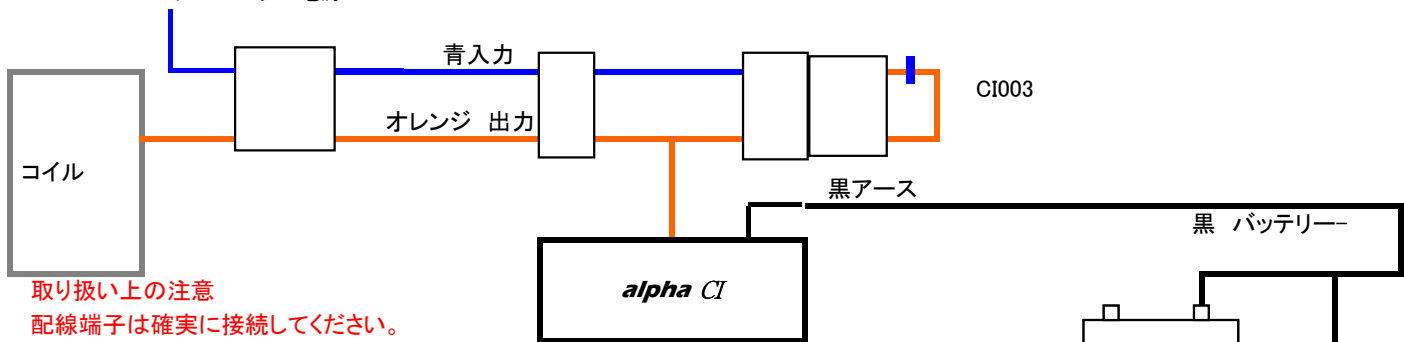 青入力
CI003
オレンジ 出力
コイル
黒アース
黒 バッテリー−
alpha CI
取り扱い上の注意
配線端子は確実に接続してください。